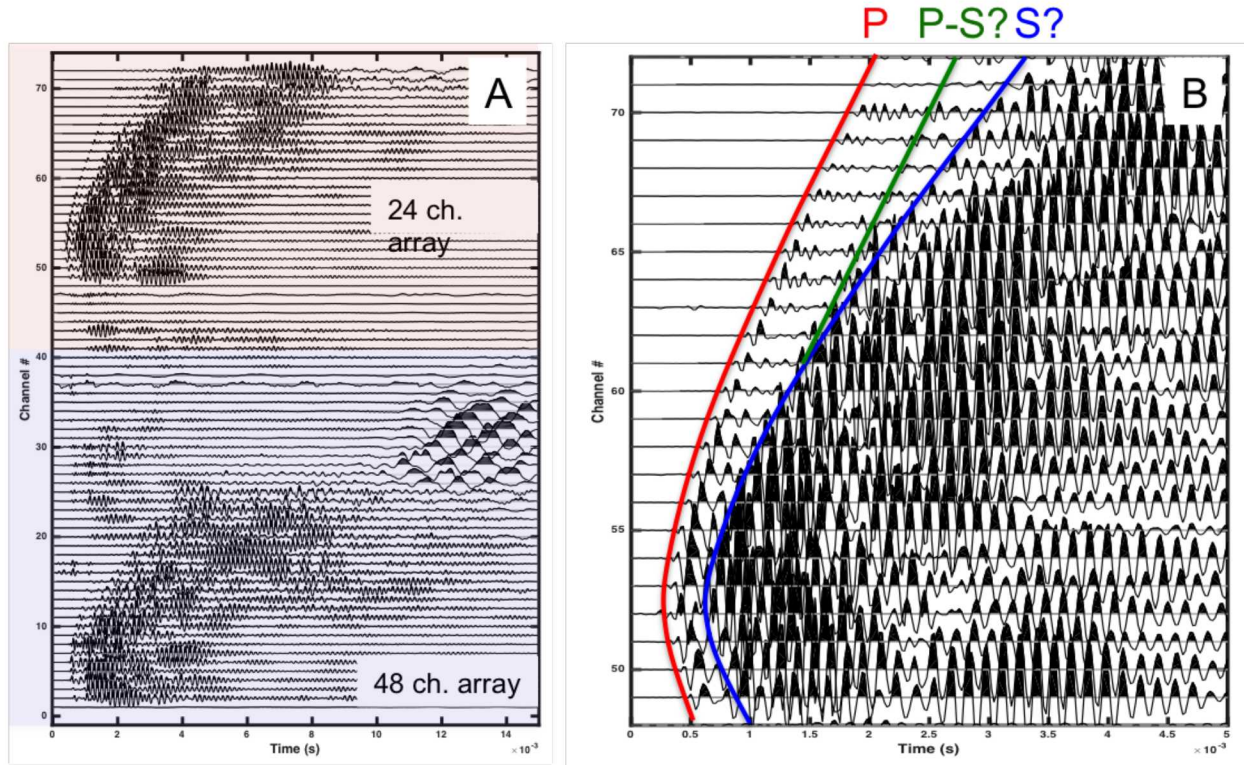 P P-S? S?
A
70
60
50
40
30
20
10
0
Channel #
24 ch.
array
48 ch. array
0 2 4 6 8 10 12 14
Time (s)
× 10⁻³
B
70
65
60
55
50
Channel #
0 0.5 1 1.5 2 2.5 3 3.5 4 4.5 5
Time (s)
× 10⁻³